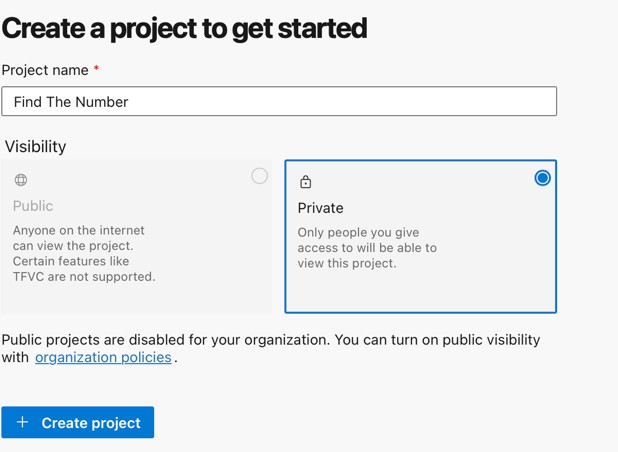 Create a project to get started
Project name *
Find The Number
Visibility
Public
Anyone on the internet
can view the project.
Certain features like
TFVC are not supported.
Private
Only people you give
access to will be able to
view this project.
Public projects are disabled for your organization. You can turn on public visibility
with organization policies.
+ Create project